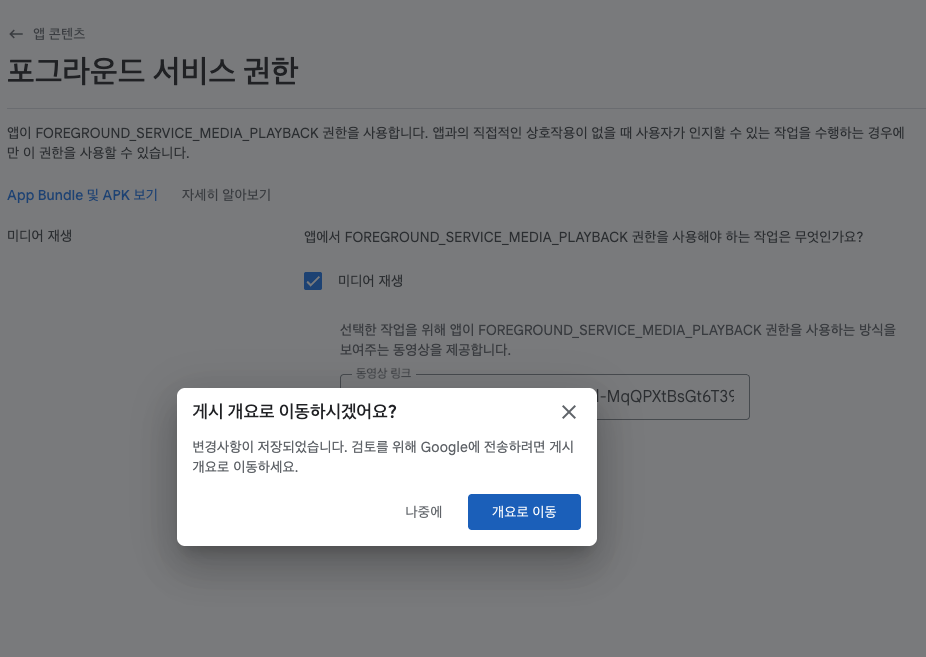 앱 콘텐츠
포그라운드 서비스 권한
앱이 FOREGROUND_SERVICE_MEDIA_PLAYBACK 권한을 사용합니다. 앱과의 직접적인 상호작용이 없을 때 사용자가 인지할 수 있는 작업을 수행하는 경우에
만 이 권한을 사용할 수 있습니다.
App Bundle 및 APK 보기 자세히 알아보기
미디어 재생
앱에서 FOREGROUND_SERVICE_MEDIA_PLAYBACK 권한을 사용해야 하는 작업은 무엇인가요?
미디어 재생
선택한 작업을 위해 앱이 FOREGROUND_SERVICE_MEDIA_PLAYBACK 권한을 사용하는 방식을
보여주는 동영상을 제공합니다.
동영상 링크
-MqQPXtBsGt6T39
게시 개요로 이동하시겠어요?
변경사항이 저장되었습니다. 검토를 위해 Google에 전송하려면 게시
개요로 이동하세요.
나중에
개요로 이동